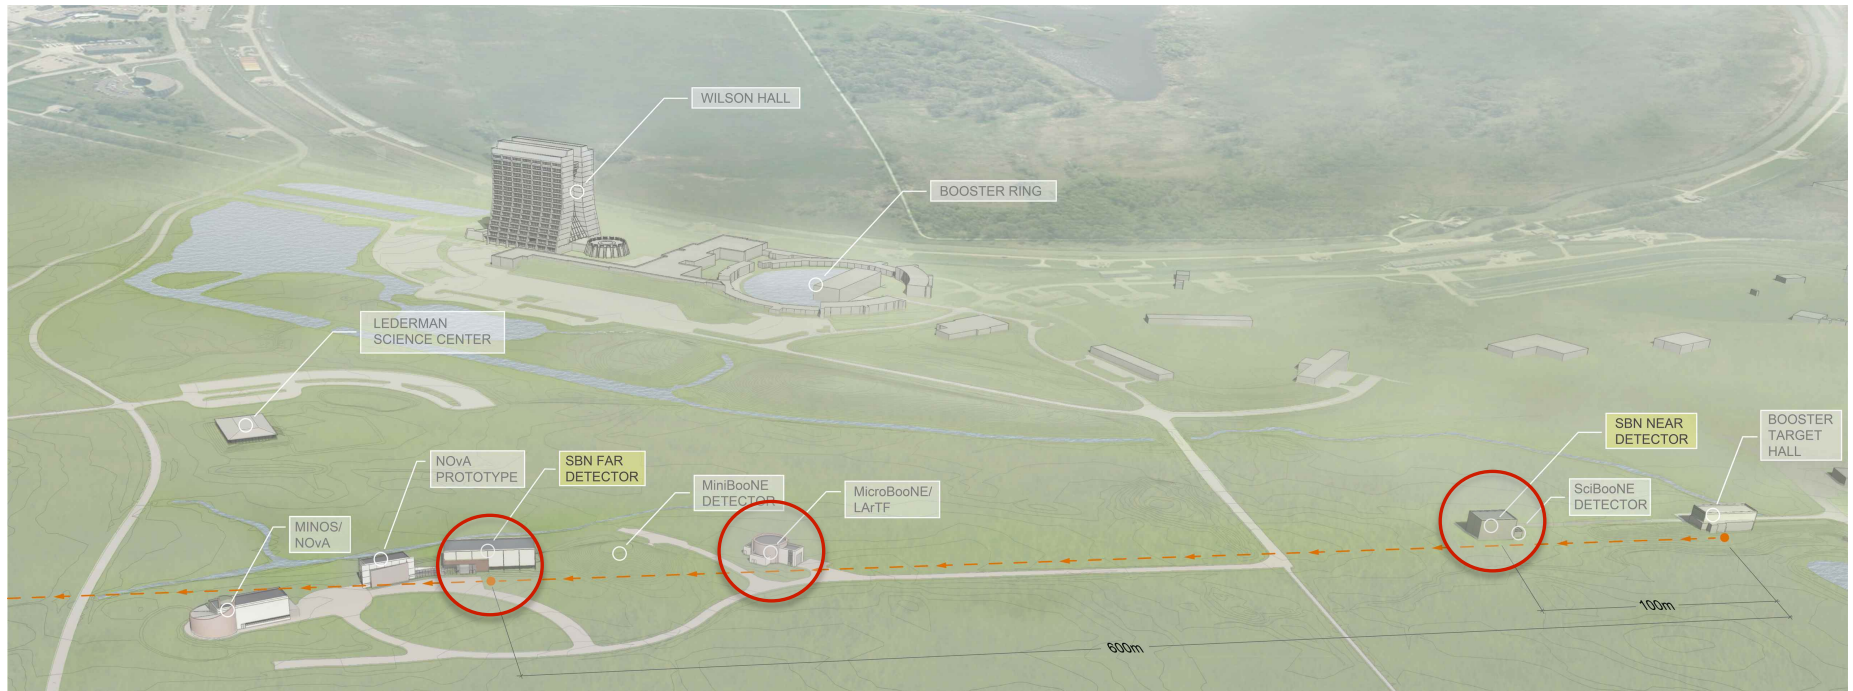 WILSON HALL
BOOSTER RING
LEDERMAN
SCIENCE CENTER
SBN NEAR
DETECTOR
BOOSTER
TARGET
HALL
NOvA
PROTOTYPE
SBN FAR
DETECTOR
MiniBooNE
DETECTOR
MicroBooNE/
LArTF
SciBooNE
DETECTOR
MINOS/
NOvA
100m
600m